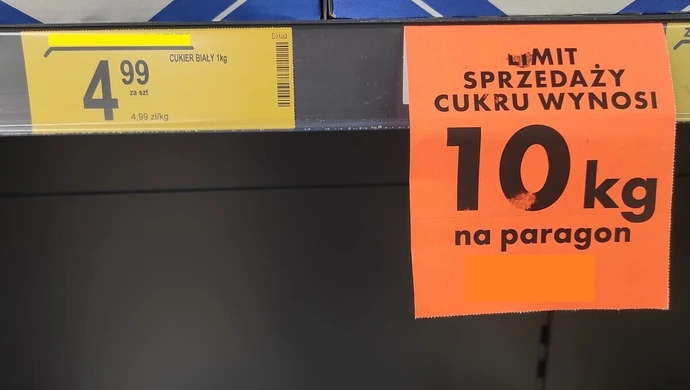 Skład
CUKIER BIAŁY 1kg
4 99
za szt
4,99 zł/kg
LIMIT
SPRZEDAŻY
CUKRU WYNOSI
10 kg
na paragon